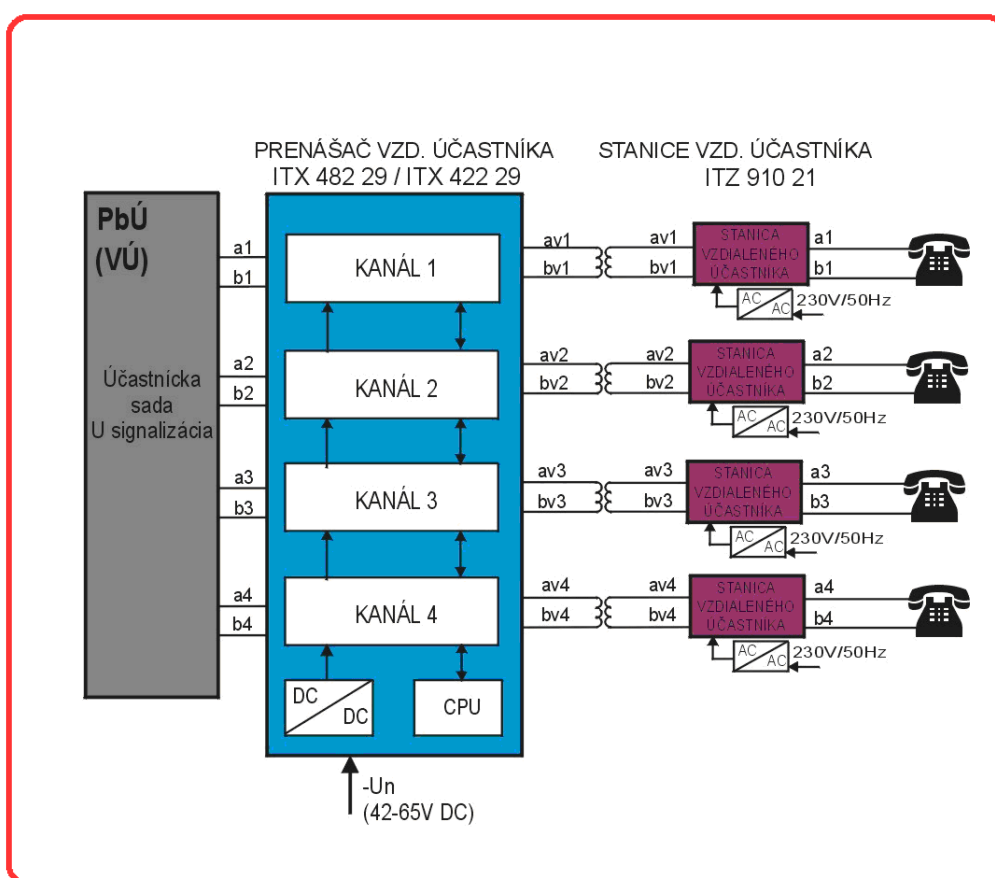 PRENÁŠAČ VZD. ÚČASTNÍKA
ITX 482 29 / ITX 422 29
STANICE VZD. ÚČASTNÍKA
ITZ 910 21
PbÚ
(VÚ)
Účastnícka
sada
U signalizácia
a1
b1
a2
b2
a3
b3
a4
b4
KANÁL 1
KANÁL 2
KANÁL 3
KANÁL 4
DC
DC
CPU
-Un
(42-65V DC)
av1
bv1
av1
bv1
STANICA
VZDIALENÉHO
ÚČASTNÍKA
a1
b1
AC
AC
230V/50Hz
av2
bv2
av2
bv2
STANICA
VZDIALENÉHO
ÚČASTNÍKA
a2
b2
AC
AC
230V/50Hz
av3
bv3
av3
bv3
STANICA
VZDIALENÉHO
ÚČASTNÍKA
a3
b3
AC
AC
230V/50Hz
av4
bv4
av4
bv4
STANICA
VZDIALENÉHO
ÚČASTNÍKA
a4
b4
AC
AC
230V/50Hz